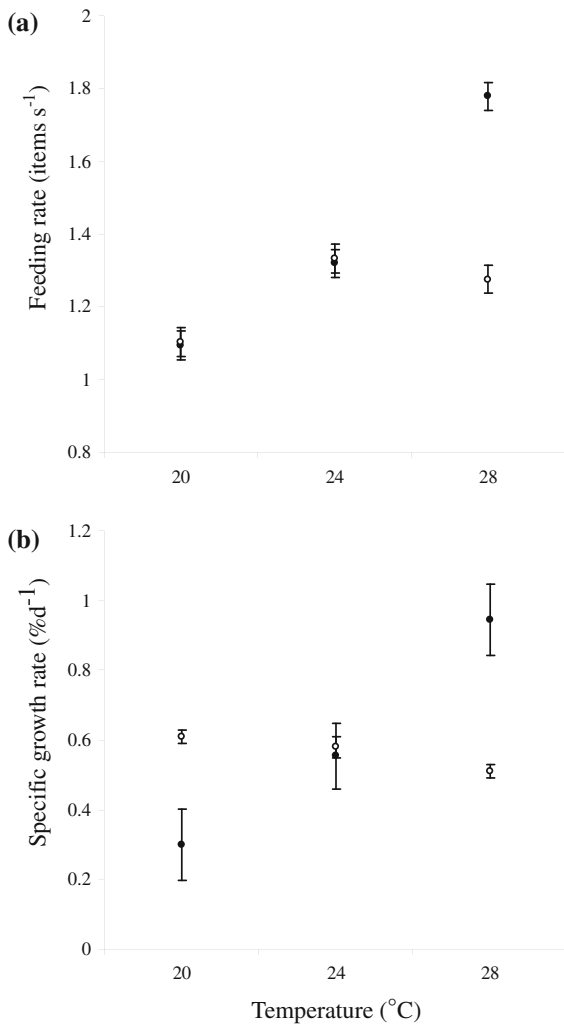 (a)
2
1.8
1.6
1.4
1.2
1
0.8
Feeding rate (items s⁻¹)
20 24 28
(b)
1.2
1
0.8
0.6
0.4
0.2
0
Specific growth rate (%d⁻¹)
20 24 28
Temperature (°C)